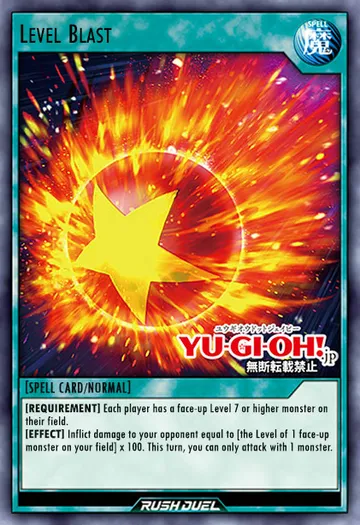 LEVEL BLAST
SPELL
魔
ユウギオウドットジェイピー
YU-GI-OH!.jp
無断転載禁止
[SPELL CARD/NORMAL]
[REQUIREMENT] Each player has a face-up Level 7 or higher monster on
their field.
[EFFECT] Inflict damage to your opponent equal to [the Level of 1 face-up
monster on your field] x 100. This turn, you can only attack with 1 monster.
RUSH DUEL